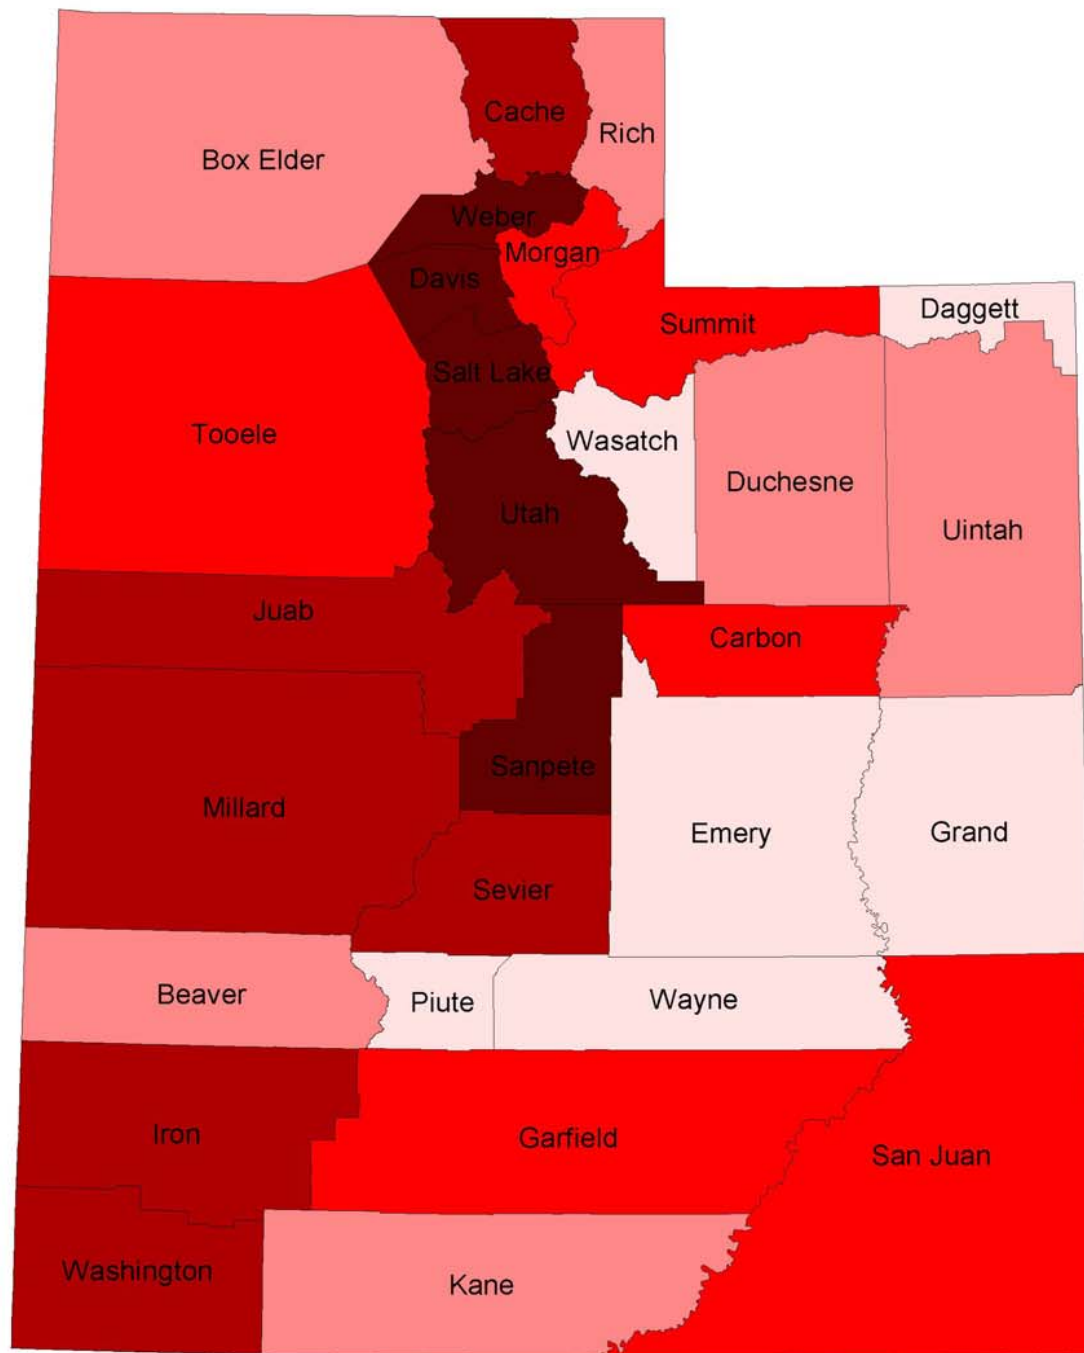 Cache
Rich
Box Elder
Weber
Morgan
Davis
Daggett
Summit
Salt Lake
Tooele
Wasatch
Duchesne
Utah
Uintah
Juab
Carbon
Sanpete
Millard
Emery
Grand
Sevier
Beaver
Piute
Wayne
Iron
Garfield
San Juan
Washington
Kane